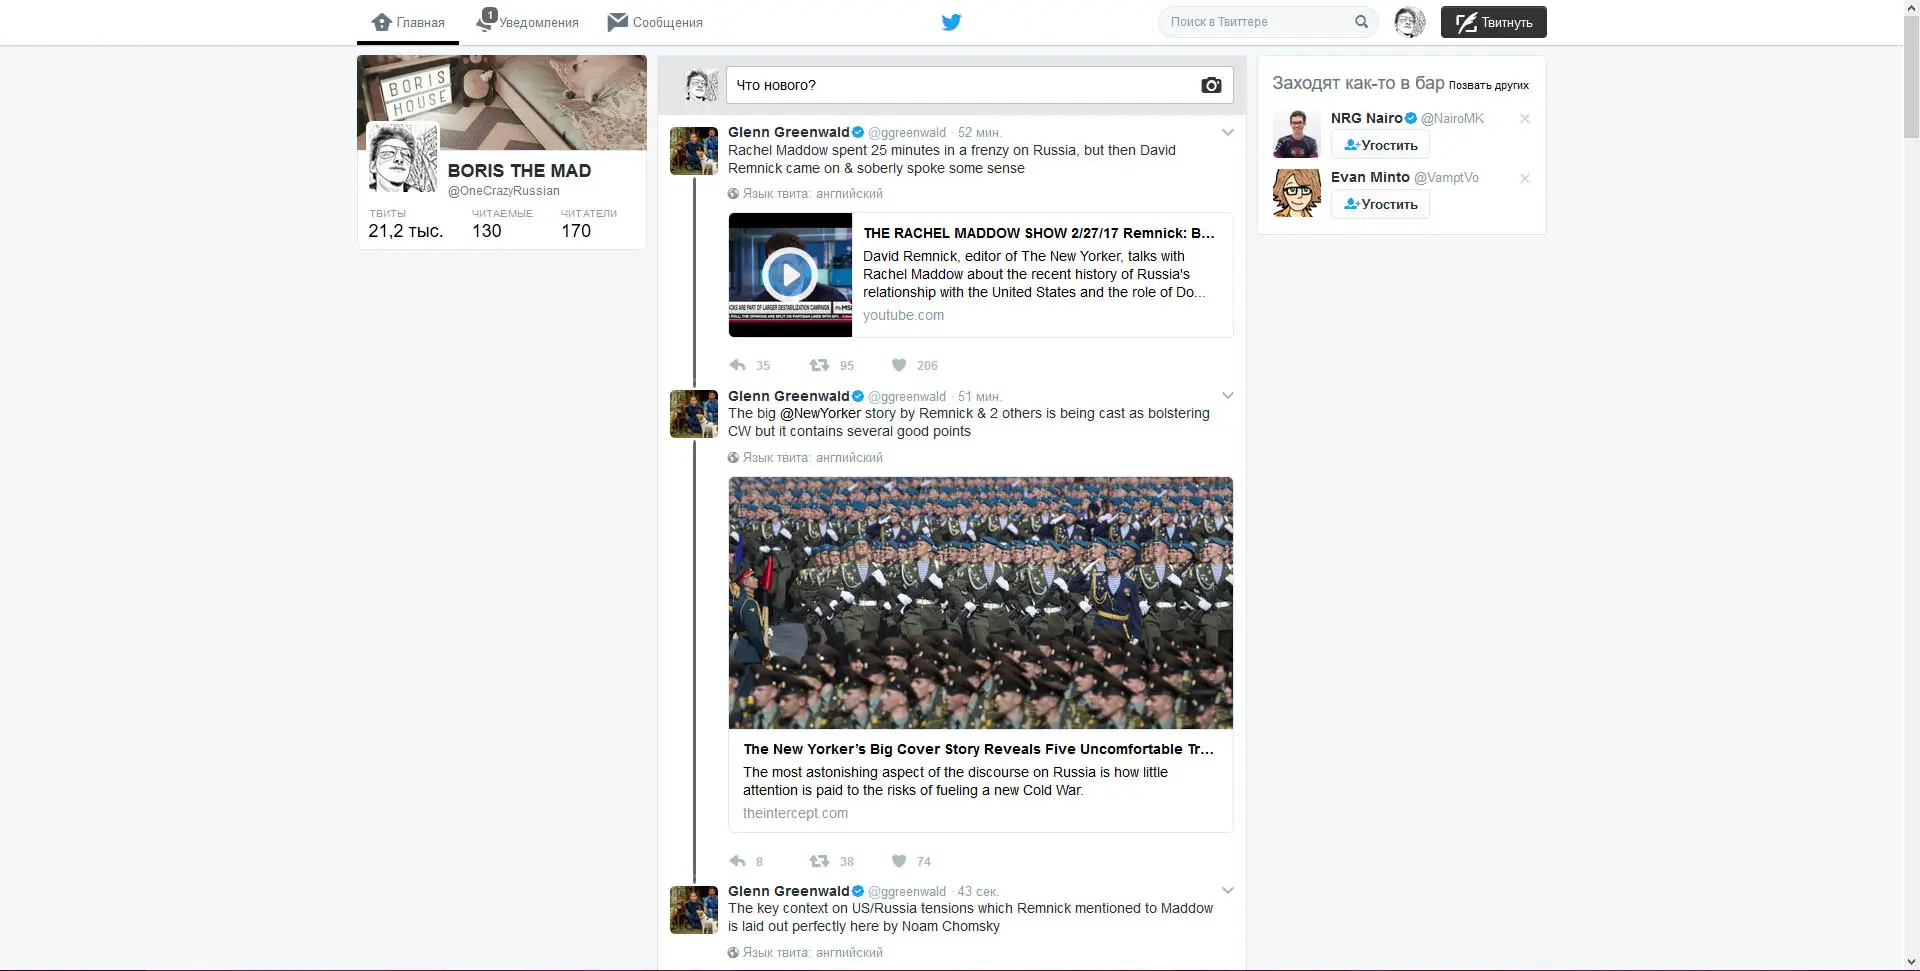 Главная
1
Уведомления
Сообщения
Поиск в Твиттере
Твитнуть
BORIS
HOUSE
BORIS THE MAD
@OneCrazyRussian
ТВИТЫ ЧИТАЕМЫЕ ЧИТАТЕЛИ
21,2 тыс. 130 170
Что нового?
Glenn Greenwald @ggreenwald · 52 мин.
Rachel Maddow spent 25 minutes in a frenzy on Russia, but then David
Remnick came on & soberly spoke some sense
Язык твита: английский
THE RACHEL MADDOW SHOW 2/27/17 Remnick: B...
David Remnick, editor of The New Yorker, talks with
Rachel Maddow about the recent history of Russia's
relationship with the United States and the role of Do...
youtube.com
35 95 206
Glenn Greenwald @ggreenwald · 51 мин.
The big @NewYorker story by Remnick & 2 others is being cast as bolstering
CW but it contains several good points
Язык твита: английский
The New Yorker’s Big Cover Story Reveals Five Uncomfortable Tr...
The most astonishing aspect of the discourse on Russia is how little
attention is paid to the risks of fueling a new Cold War.
theintercept.com
8 38 74
Glenn Greenwald @ggreenwald · 43 сек.
The key context on US/Russia tensions which Remnick mentioned to Maddow
is laid out perfectly here by Noam Chomsky
Язык твита: английский
Заходят как-то в бар Позвать других
NRG Nairo @NairoMK
Угостить
Evan Minto @VamptVo
Угостить